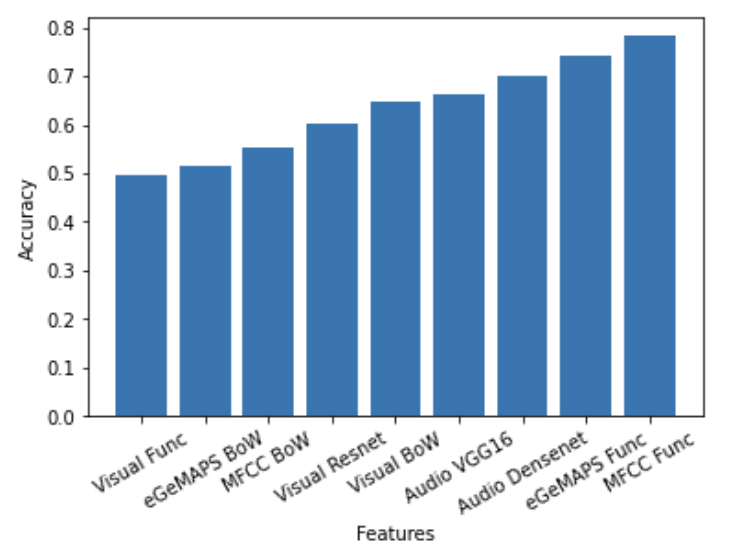 Accuracy
0.8
0.7
0.6
0.5
0.4
0.3
0.2
0.1
0.0
Visual Func
eGeMAPS BoW
MFCC BoW
Visual Resnet
Visual BoW
Audio VGG16
Audio Densenet
eGeMAPS Func
MFCC Func
Features